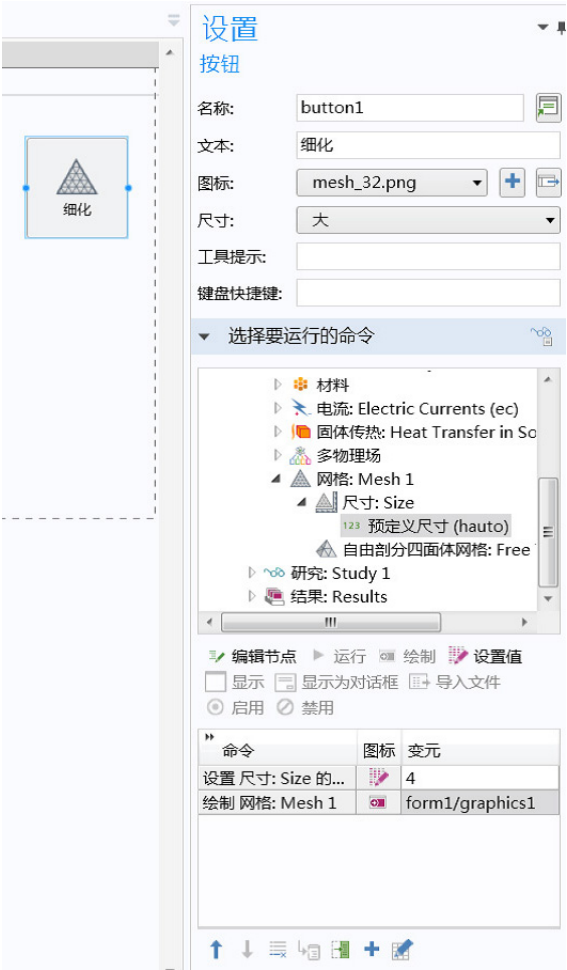 设置
按钮
名称: button1
文本: 细化
图标: mesh_32.png
尺寸: 大
工具提示:
键盘快捷键:
细化
选择要运行的命令
材料
电流: Electric Currents (ec)
固体传热: Heat Transfer in So
多物理场
网格: Mesh 1
尺寸: Size
123 预定义尺寸 (hauto)
自由剖分四面体网格: Free
研究: Study 1
结果: Results
编辑节点 运行 绘制 设置值
显示 显示为对话框 导入文件
启用 禁用
命令 图标 变元
设置 尺寸: Size 的... 4
绘制 网格: Mesh 1 form1/graphics1